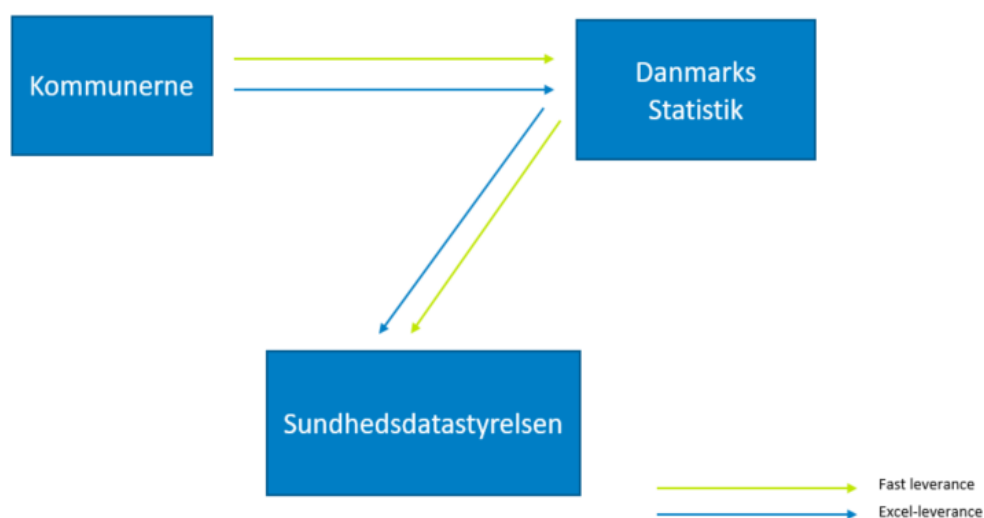 Kommunerne
Danmarks
Statistik
Sundhedsdatastyrelsen
Fast leverance
Excel-leverance